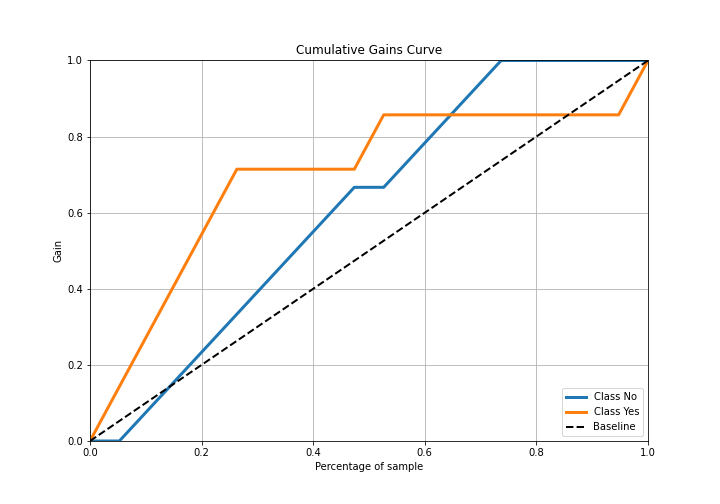 Cumulative Gains Curve
1.0
0.8
0.6
0.4
0.2
0.0
Gain
0.0 0.2 0.4 0.6 0.8 1.0
Percentage of sample
Class No
Class Yes
Baseline